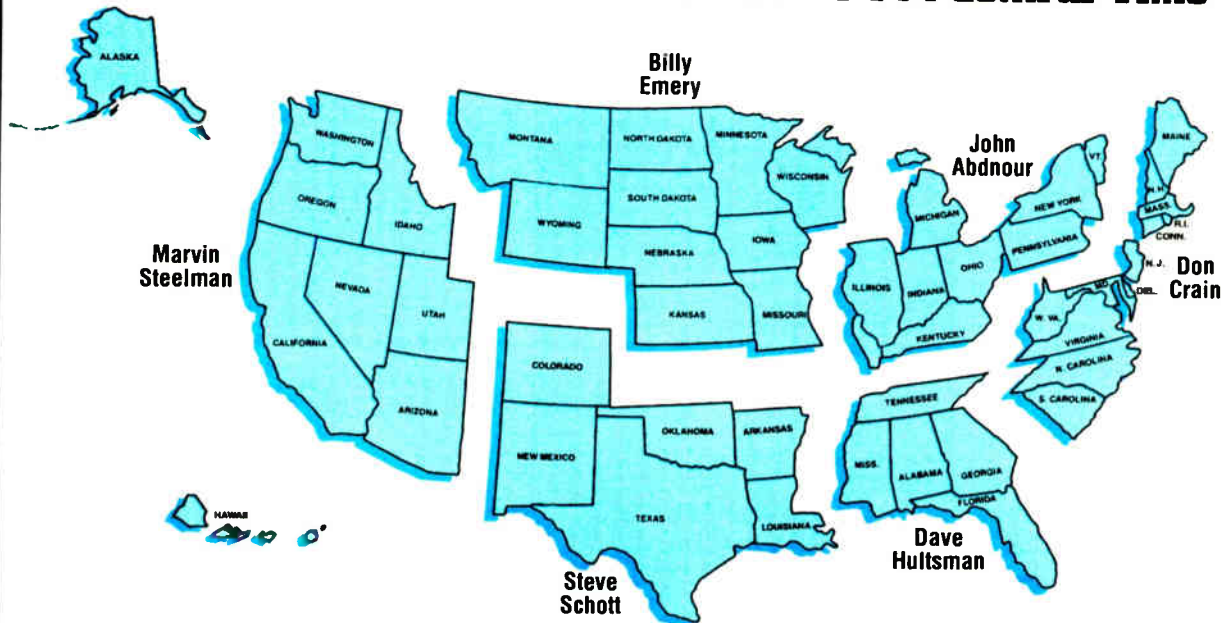 ALASKA
Billy
Emery
WASHINGTON
MONTANA
NORTH DAKOTA
MINNESOTA
John
Abdnour
MAINE
VT.
WISCONSIN
OREGON
IDAHO
WYOMING
SOUTH DAKOTA
MICHIGAN
NEW YORK
N.H.
MASS.
R.I.
CONN.
Marvin
Steelman
NEBRASKA
IOWA
PENNSYLVANIA
NEVADA
UTAH
KANSAS
MISSOURI
ILLINOIS
INDIANA
OHIO
N.J.
MD.
DEL.
Don
Crain
W. VA.
CALIFORNIA
KENTUCKY
VIRGINIA
COLORADO
N. CAROLINA
ARIZONA
TENNESSEE
S. CAROLINA
NEW MEXICO
OKLAHOMA
ARKANSAS
MISS.
ALABAMA
GEORGIA
HAWAII
TEXAS
LOUISIANA
FLORIDA
Dave
Hultsman
Steve
Schott